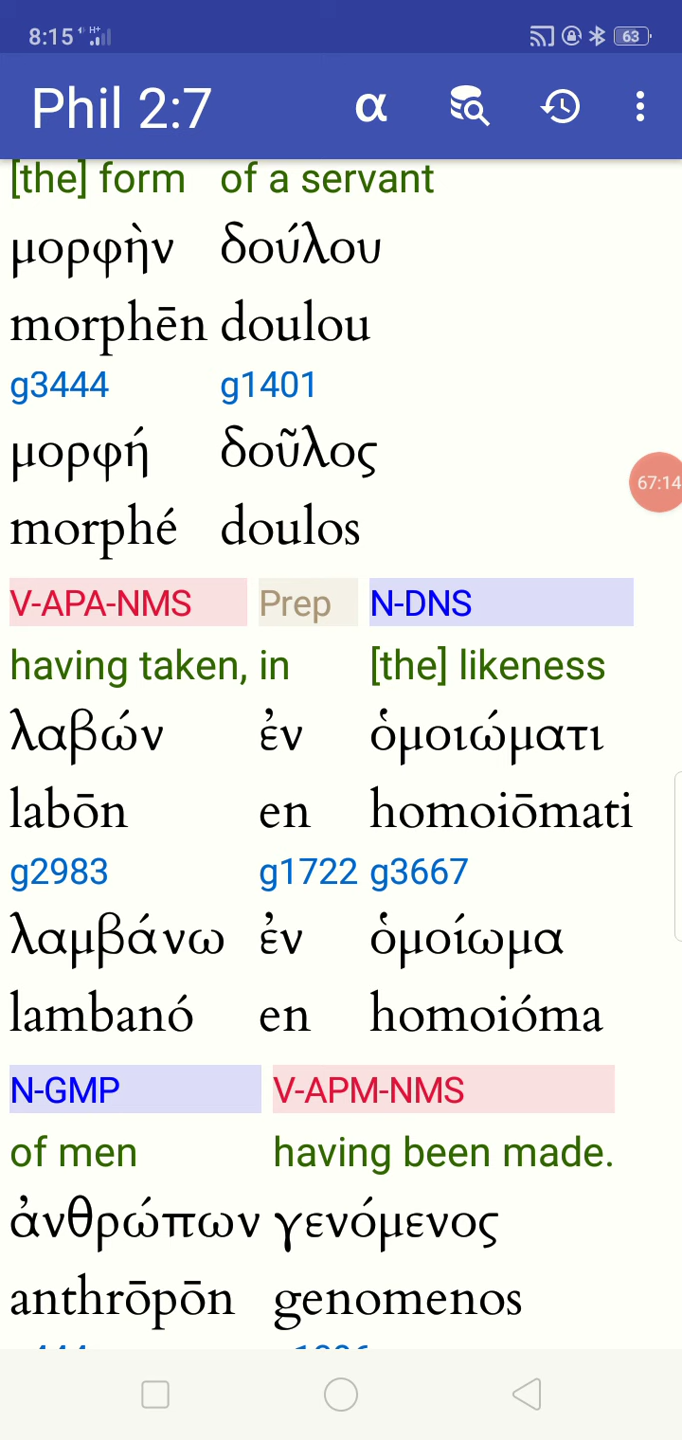 8:15 H+ 63
Phil 2:7 α
[the] form of a servant
μορφὴν δούλου
morphēn doulou
g3444 g1401
μορφή δοῦλος
morphé doulos
67:14
V-APA-NMS Prep N-DNS
having taken, in [the] likeness
λαβών ἐν ὁμοιώματι
labōn en homoiōmati
g2983 g1722 g3667
λαμβάνω ἐν ὁμοίωμα
lambanó en homoióma
N-GMP V-APM-NMS
of men having been made.
ἀνθρώπων γενόμενος
anthrōpōn genomenos